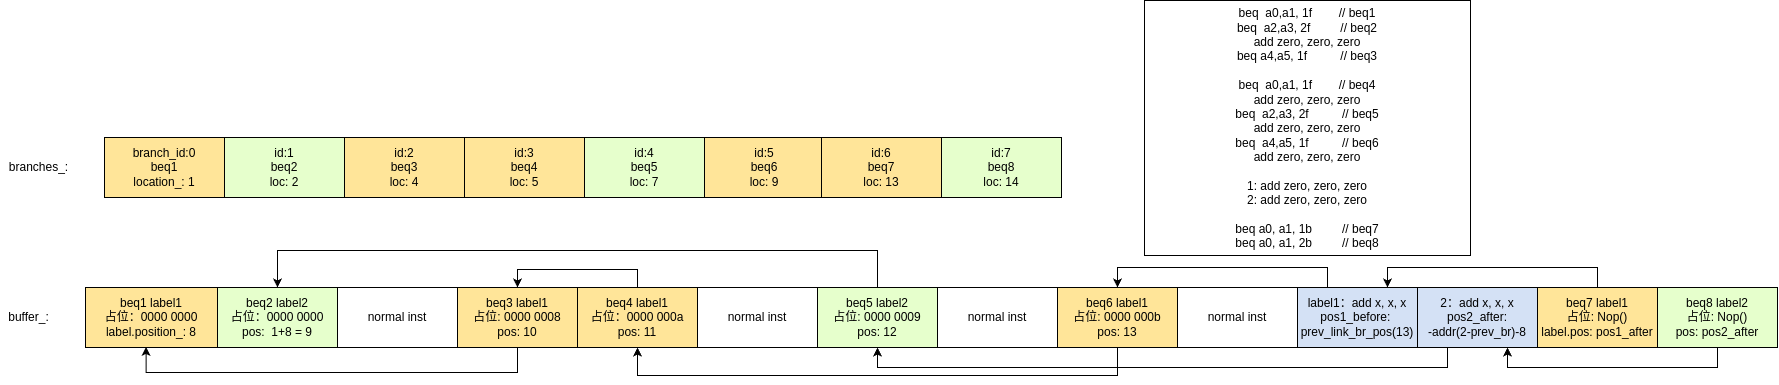 beq a0,a1, 1f // beq1
beq a2,a3, 2f // beq2
add zero, zero, zero
beq a4,a5, 1f // beq3
beq a0,a1, 1f // beq4
add zero, zero, zero
beq a2,a3, 2f // beq5
add zero, zero, zero
beq a4,a5, 1f // beq6
add zero, zero, zero
1: add zero, zero, zero
2: add zero, zero, zero
beq a0, a1, 1b // beq7
beq a0, a1, 2b // beq8
branches_:
branch_id:0
beq1
location_: 1
id:1
beq2
loc: 2
id:2
beq3
loc: 4
id:3
beq4
loc: 5
id:4
beq5
loc: 7
id:5
beq6
loc: 9
id:6
beq7
loc: 13
id:7
beq8
loc: 14
buffer_:
beq1 label1
占位：0000 0000
label.position_: 8
beq2 label2
占位：0000 0000
pos: 1+8 = 9
normal inst
beq3 label1
占位: 0000 0008
pos: 10
beq4 label1
占位: 0000 000a
pos: 11
normal inst
beq5 label2
占位: 0000 0009
pos: 12
normal inst
beq6 label1
占位: 0000 000b
pos: 13
normal inst
label1：add x, x, x
pos1_before:
prev_link_br_pos(13)
2：add x, x, x
pos2_after:
-addr(2-prev_br)-8
beq7 label1
占位: Nop()
label.pos: pos1_after
beq8 label2
占位: Nop()
pos: pos2_after